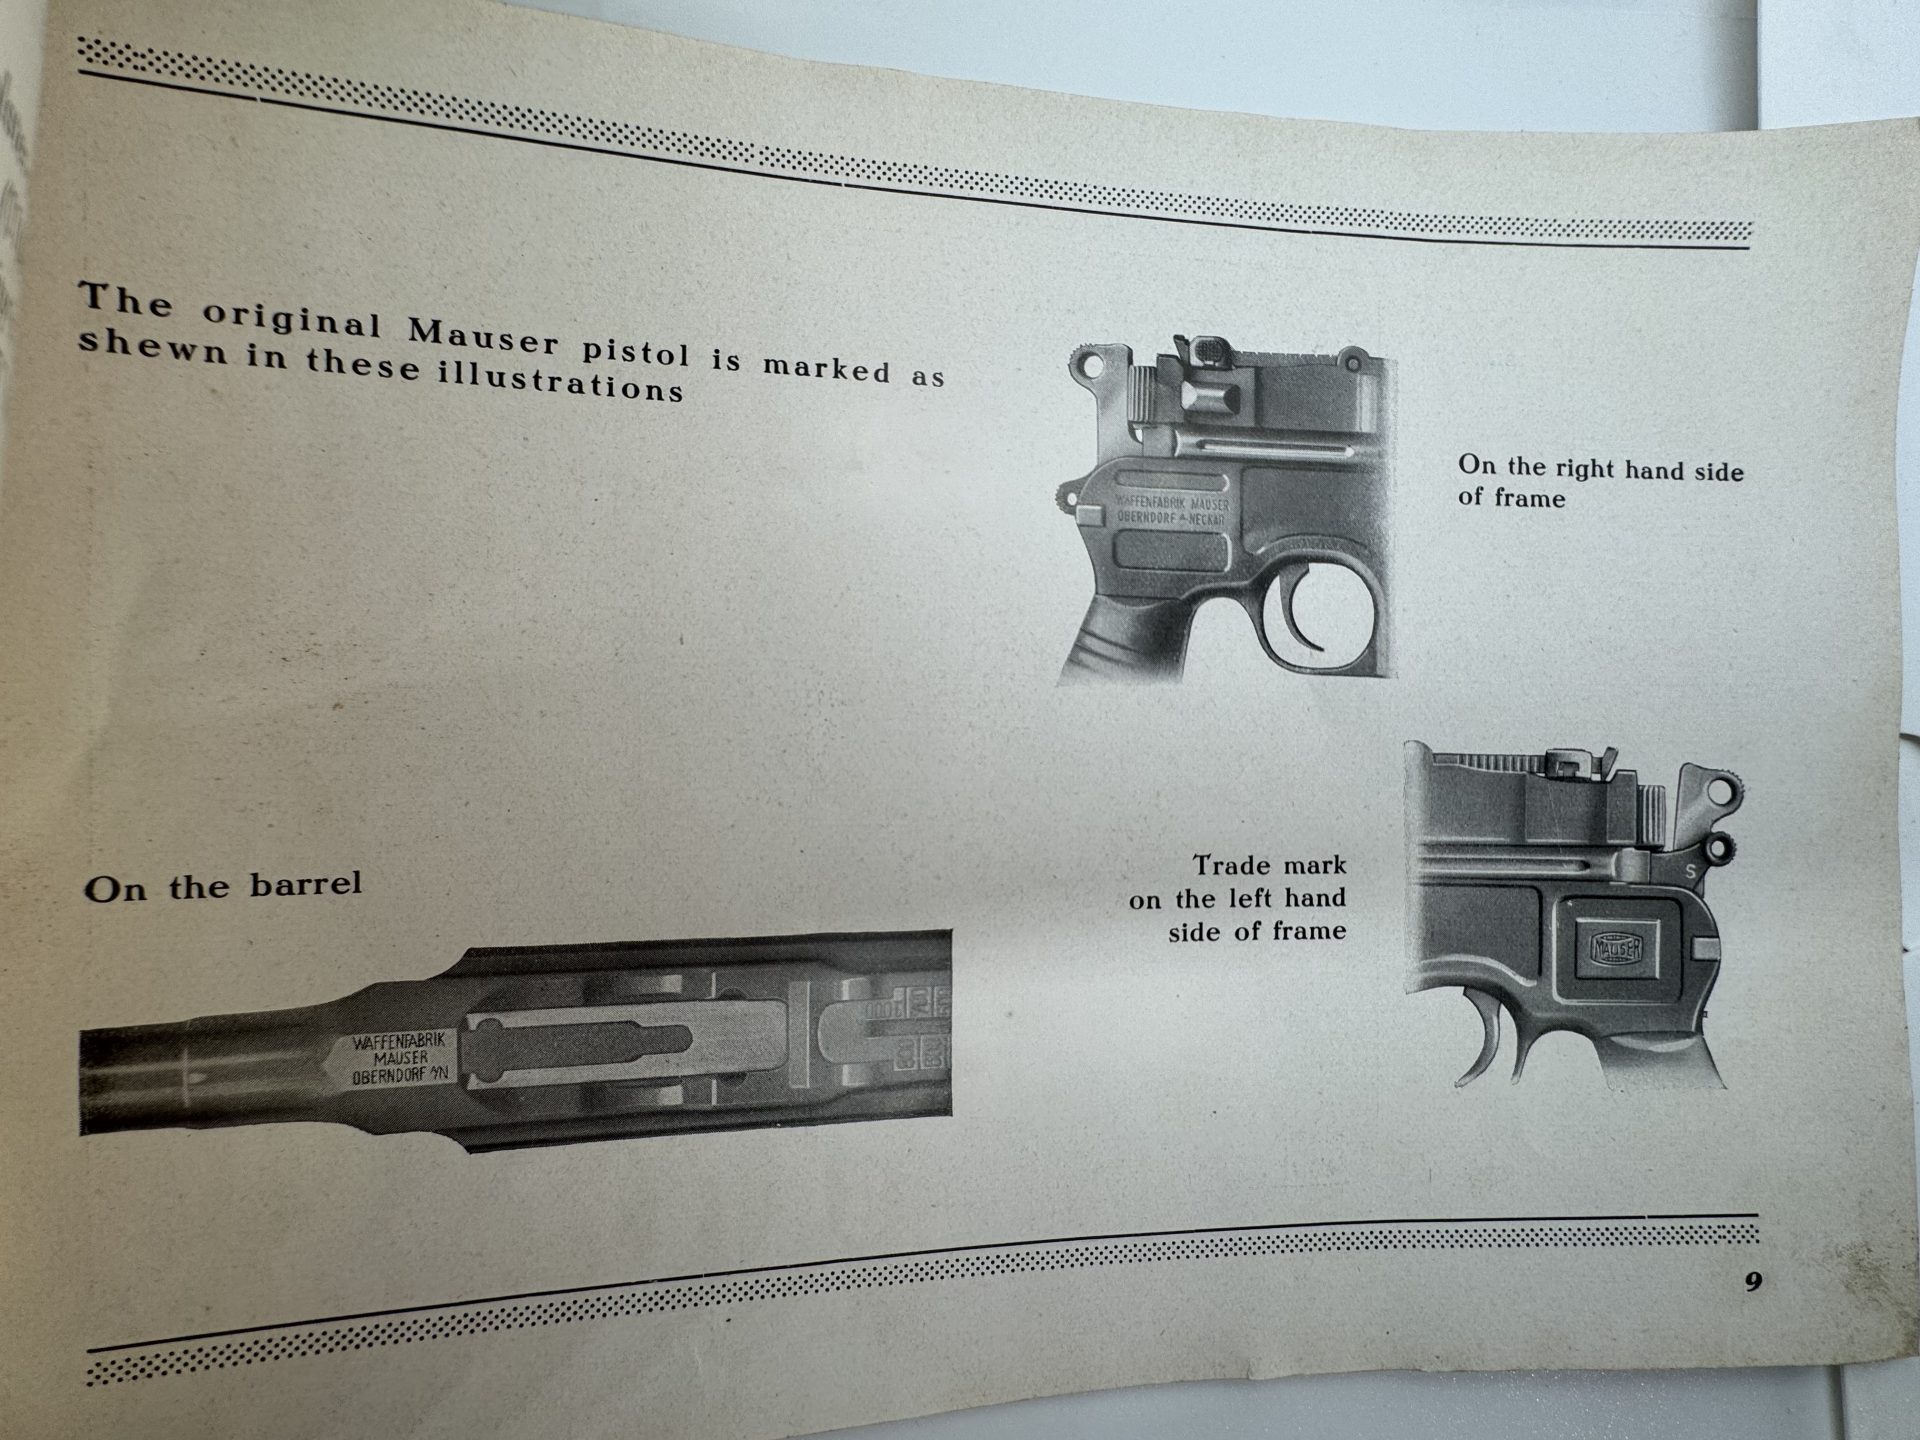 The original Mauser pistol is marked as
shewn in these illustrations
WAFFENFABRIK MAUSER
OBERNDORF A-NECKAR
On the right hand side
of frame
Trade mark
on the left hand
side of frame
S
MAUSER
On the barrel
WAFFENFABRIK
MAUSER
OBERNDORF A/N
1000
9